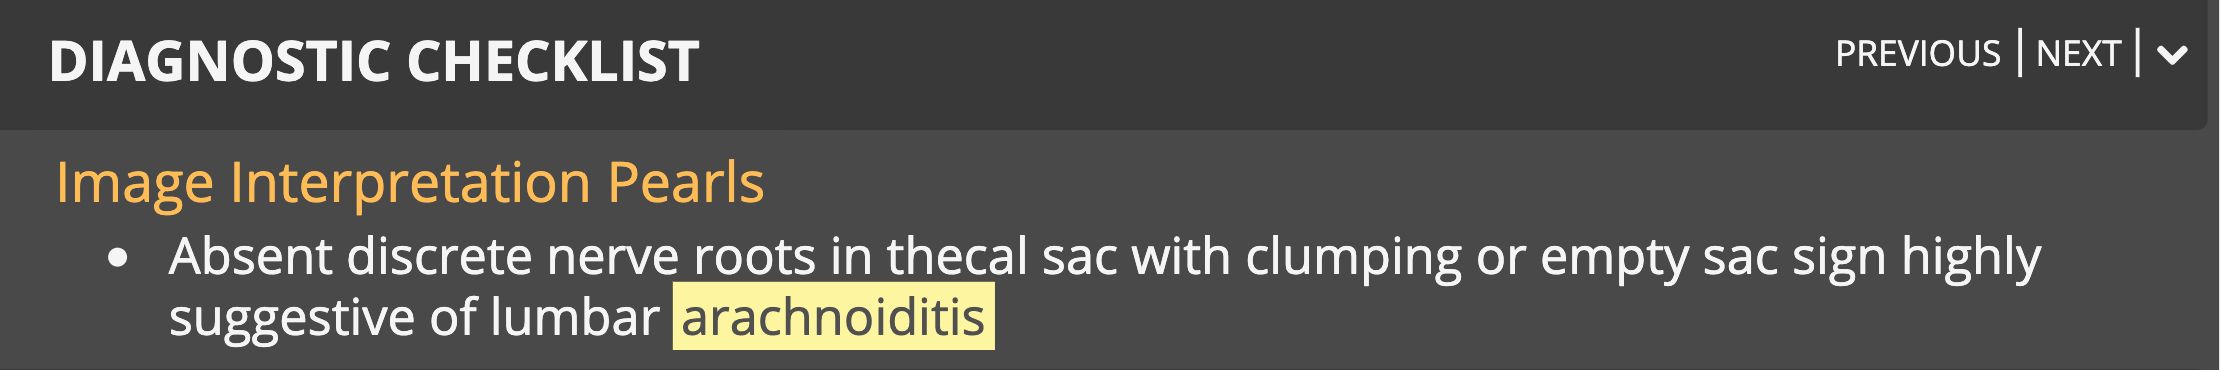 DIAGNOSTIC CHECKLIST
PREVIOUS | NEXT |
Image Interpretation Pearls
• Absent discrete nerve roots in thecal sac with clumping or empty sac sign highly
suggestive of lumbar arachnoiditis